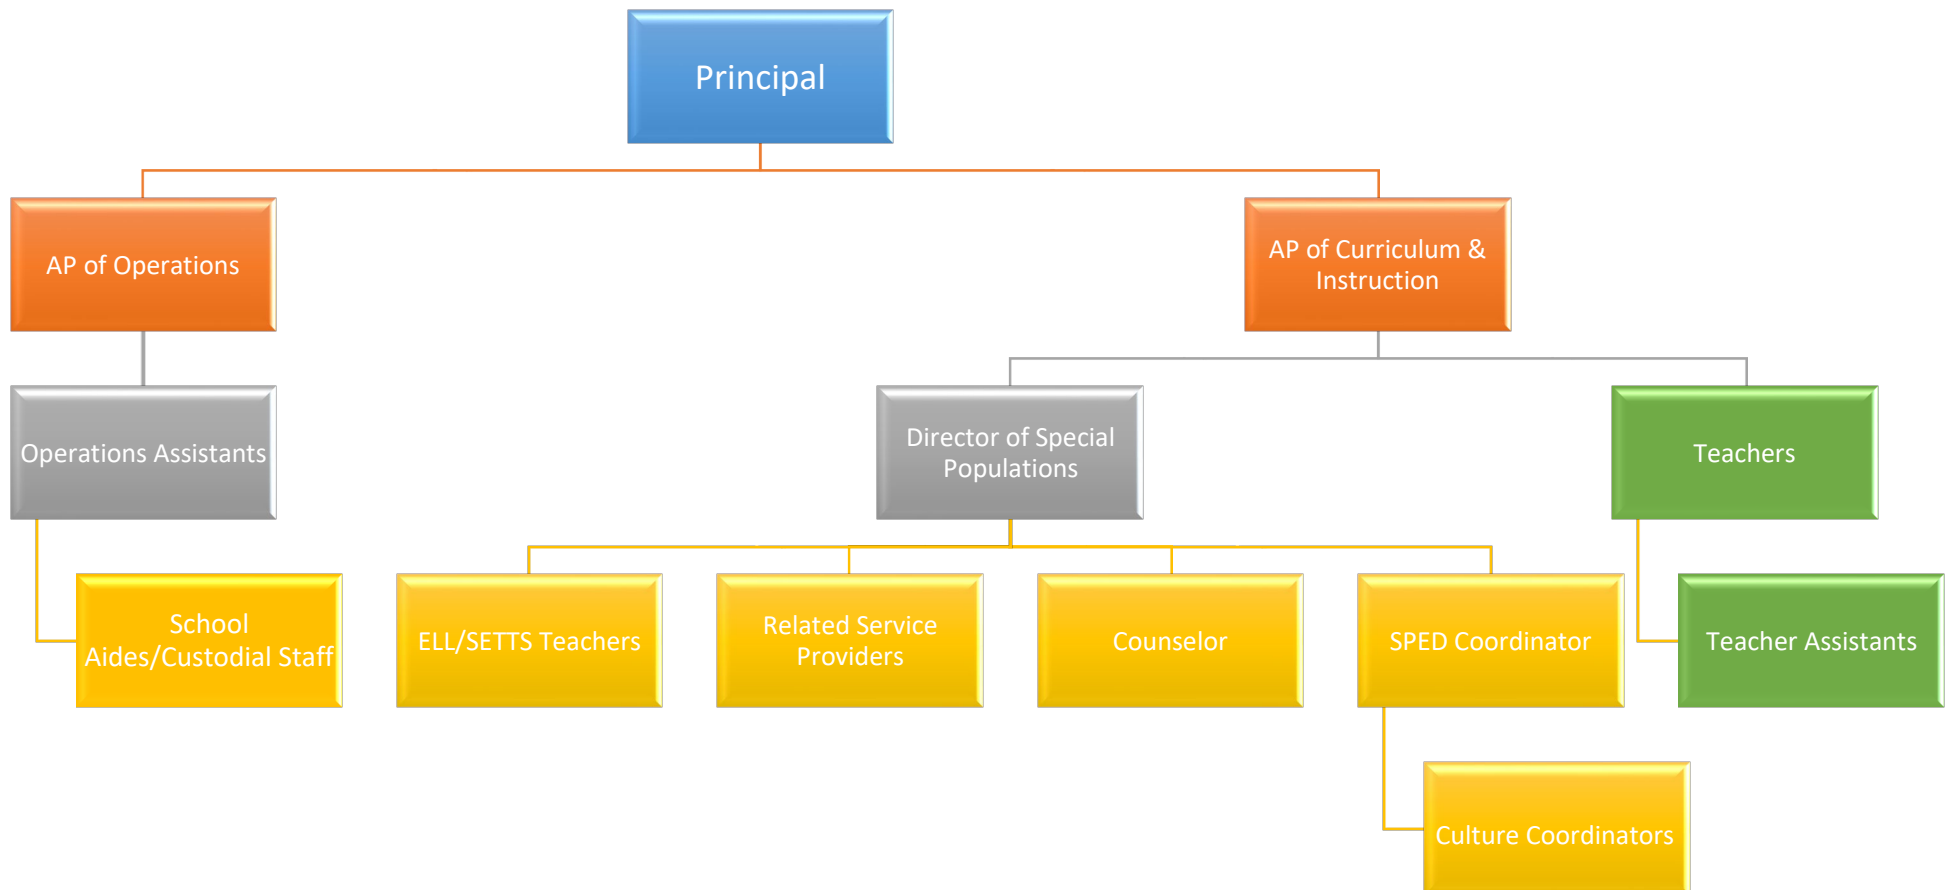 Principal
AP of Operations
AP of Curriculum &
Instruction
Operations Assistants
Director of Special
Populations
Teachers
School
Aides/Custodial Staff
ELL/SETTS Teachers
Related Service
Providers
Counselor
SPED Coordinator
Teacher Assistants
Culture Coordinators